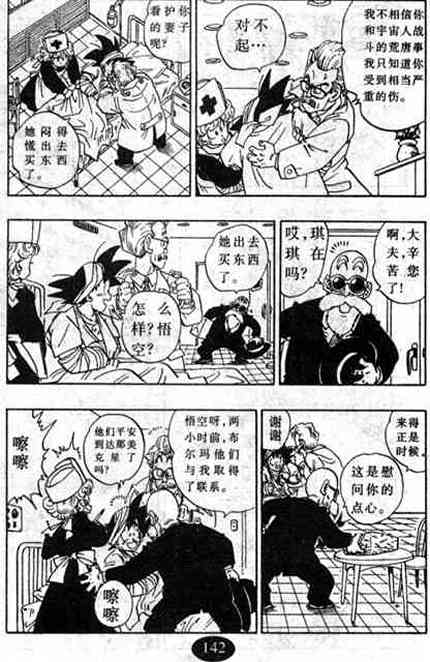 我不相信你
和宇宙人战
斗的荒唐事
我只知道你
受到相当严
重的伤。
对不
起…
看护你
的妻子
呢?
她闷得
慌出去
买东西
了。
啊,大
夫,辛
苦您
了!
哎,琪
琪在
吗?
她出去
买东西
了。
怎么
样?悟
空?
来得
正是
时候。
这是慰
问你的
点心。
谢谢
悟空呀,两
小时前,布
尔玛他们
与我取得
了联系。
他们平安
到达那美
克星了
吗?
嚓嚓
嚓嚓
142